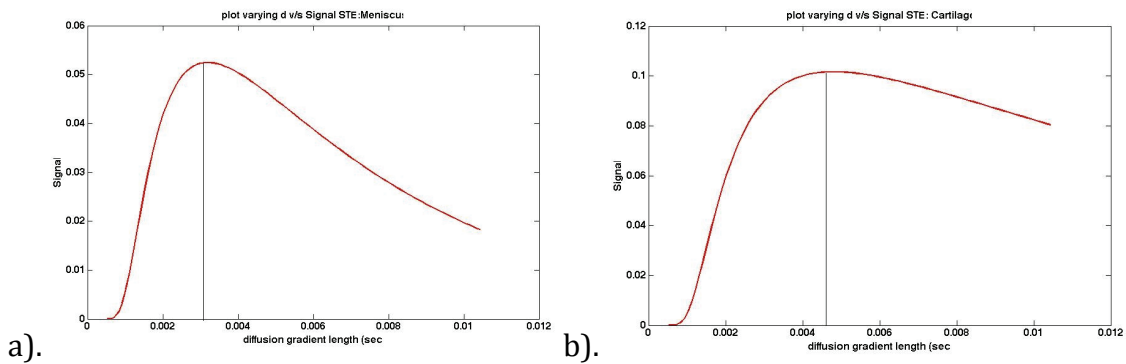 plot varying d v/s Signal STE:Meniscus
0.06
0.05
0.04
0.03
0.02
0.01
0
Signal
0 0.002 0.004 0.006 0.008 0.01 0.012
diffusion gradient length (sec
a).
plot varying d v/s Signal STE: Cartilage
0.12
0.1
0.08
0.06
0.04
0.02
0
Signal
0 0.002 0.004 0.006 0.008 0.01 0.012
diffusion gradient length (sec
b).